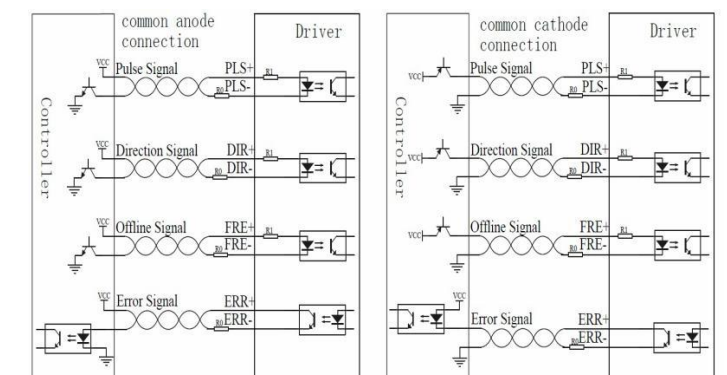 common anode
connection
Driver
Controller
VCC
Pulse Signal
PLS+
R1
R0
PLS-
VCC
Direction Signal
DIR+
R1
R0
DIR-
VCC
Offline Signal
FRE+
R1
R0
FRE-
VCC
Error Signal
ERR+
R0
ERR-
common cathode
connection
Driver
Controller
VCC
Pulse Signal
PLS+
R1
R0
PLS-
VCC
Direction Signal
DIR+
R1
R0
DIR-
VCC
Offline Signal
FRE+
R1
R0
FRE-
VCC
Error Signal
ERR+
R0
ERR-